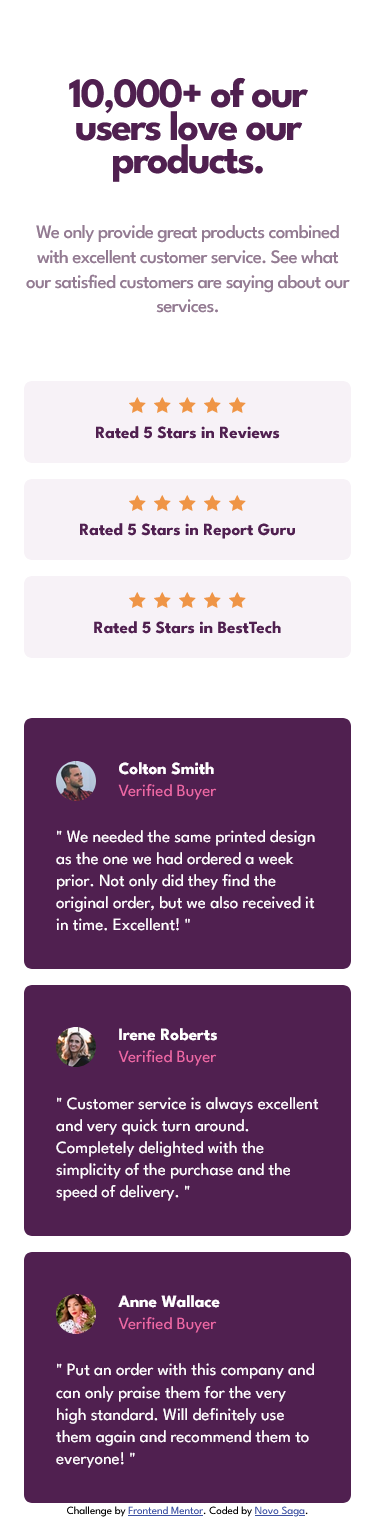 10,000+ of our
users love our
products.
We only provide great products combined
with excellent customer service. See what
our satisfied customers are saying about our
services.
Rated 5 Stars in Reviews
Rated 5 Stars in Report Guru
Rated 5 Stars in BestTech
Colton Smith
Verified Buyer
" We needed the same printed design
as the one we had ordered a week
prior. Not only did they find the
original order, but we also received it
in time. Excellent! "
Irene Roberts
Verified Buyer
" Customer service is always excellent
and very quick turn around.
Completely delighted with the
simplicity of the purchase and the
speed of delivery. "
Anne Wallace
Verified Buyer
" Put an order with this company and
can only praise them for the very
high standard. Will definitely use
them again and recommend them to
everyone! "
Challenge by Frontend Mentor. Coded by Novo Saga.